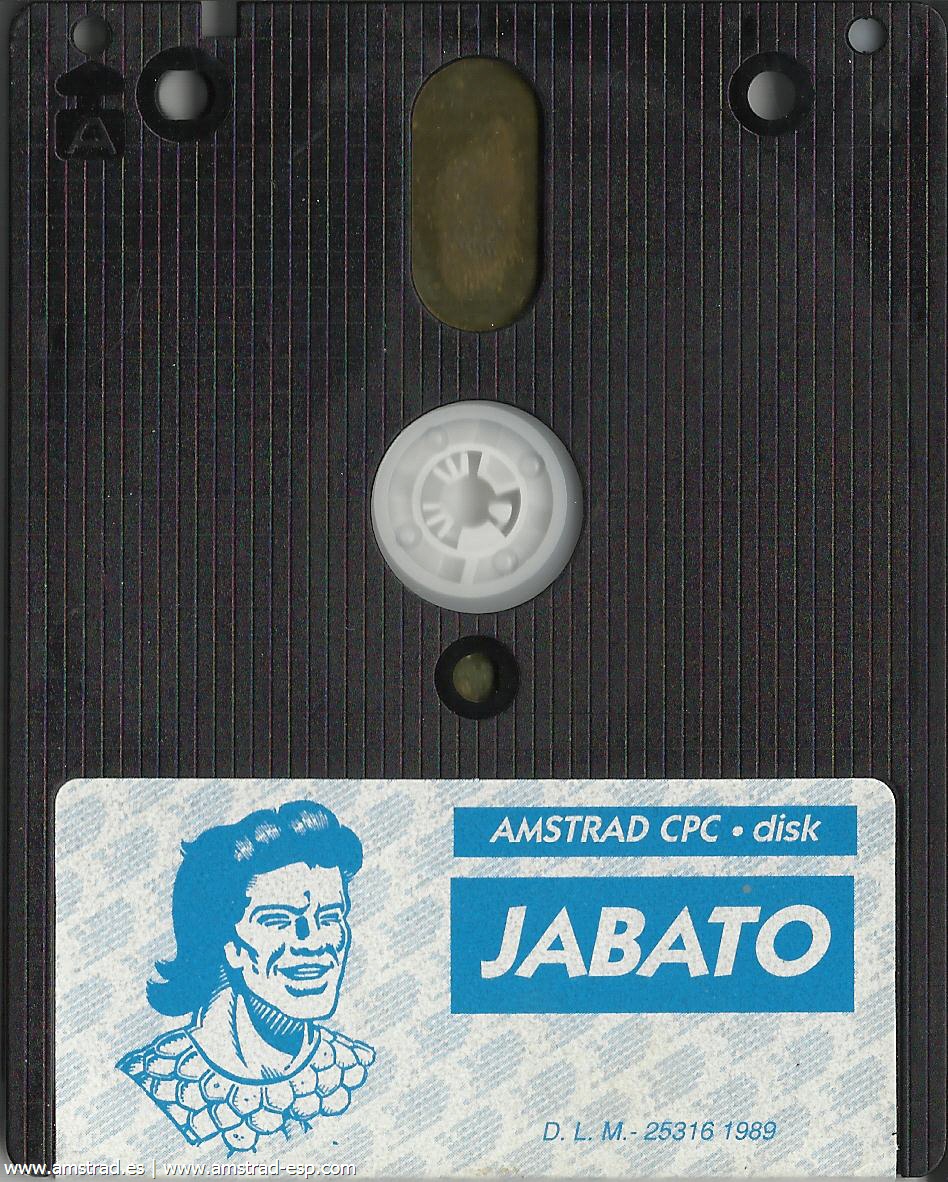 A
AMSTRAD CPC • disk
JABATO
D. L. M.- 25316 1989
www.amstrad.es | www.amstrad-esp.com